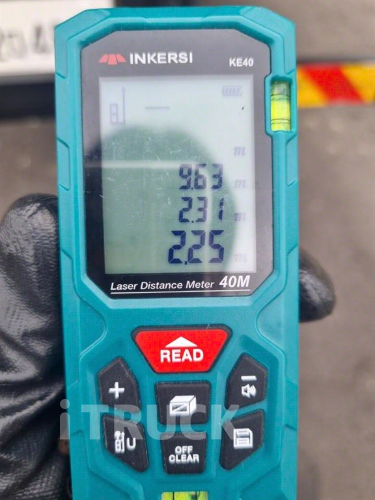 INKERSI KE40
m
9.63 m
2.31 m
2.25 m
Laser Distance Meter 40M
READ
iTRUCK
U
OFF
CLEAR